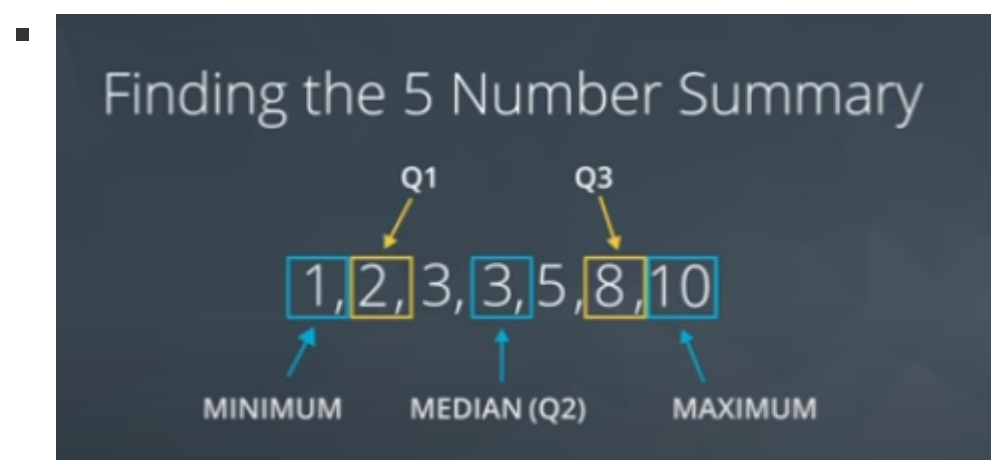 Finding the 5 Number Summary
Q1 Q3
1, 2, 3, 3, 5, 8, 10
MINIMUM MEDIAN (Q2) MAXIMUM